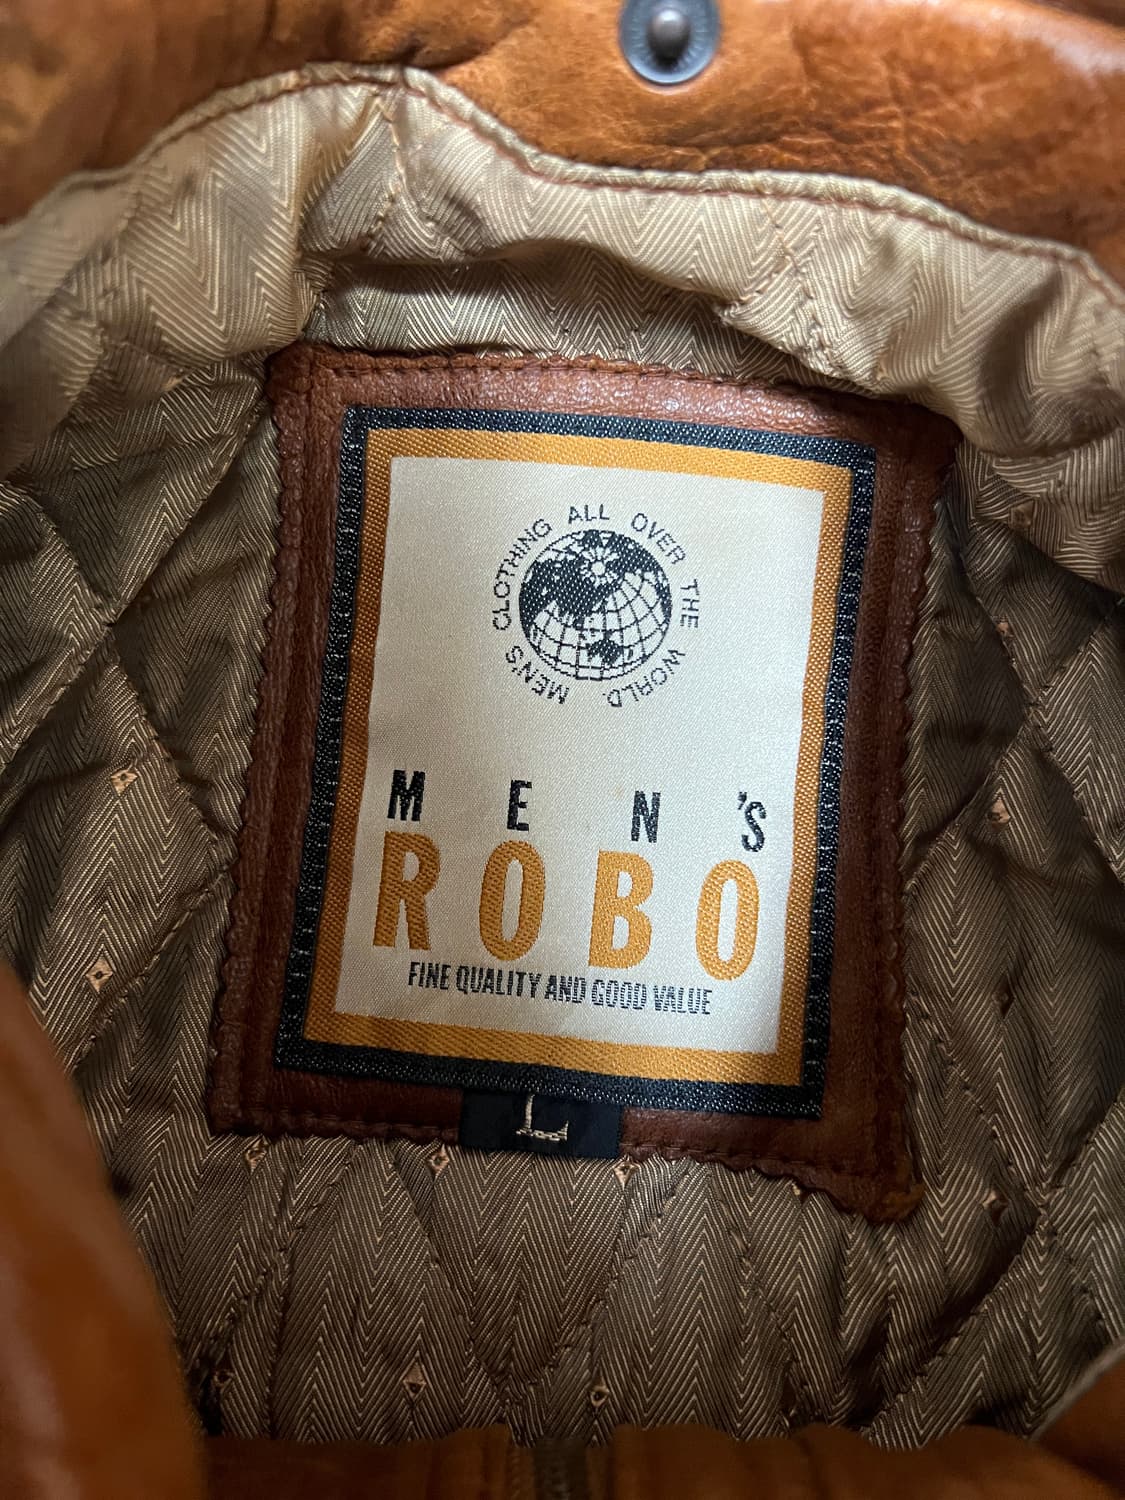 MEN'S CLOTHING ALL OVER THE WORLD.
MEN'S
ROBO
FINE QUALITY AND GOOD VALUE
L